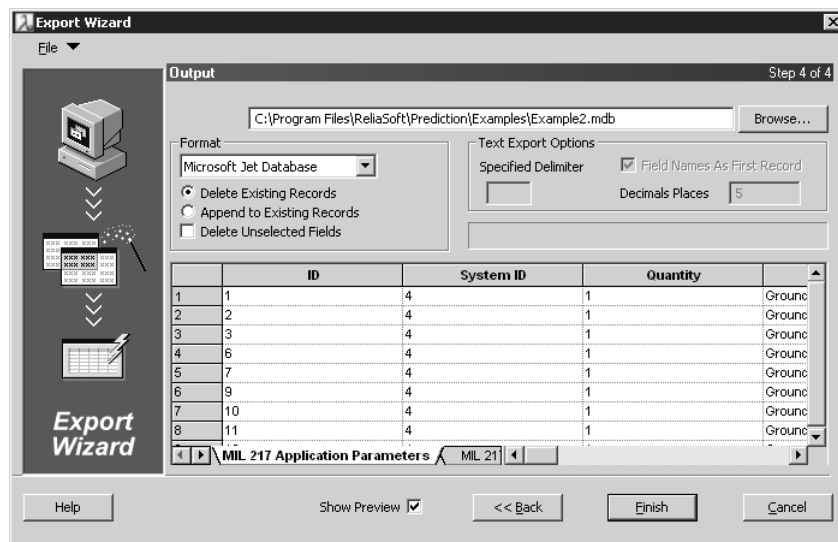 Export Wizard
File
Output Step 4 of 4
C:\Program Files\ReliaSoft\Prediction\Examples\Example2.mdb Browse...
Format
Microsoft Jet Database
Delete Existing Records
Append to Existing Records
Delete Unselected Fields
Text Export Options
Specified Delimiter Field Names As First Record
Decimals Places 5
ID System ID Quantity
1 1 4 1 Ground
2 2 4 1 Ground
3 3 4 1 Ground
4 6 4 1 Ground
5 7 4 1 Ground
6 9 4 1 Ground
7 10 4 1 Ground
8 11 4 1 Ground
MIL 217 Application Parameters MIL 21
Export
Wizard
Help Show Preview << Back Finish Cancel